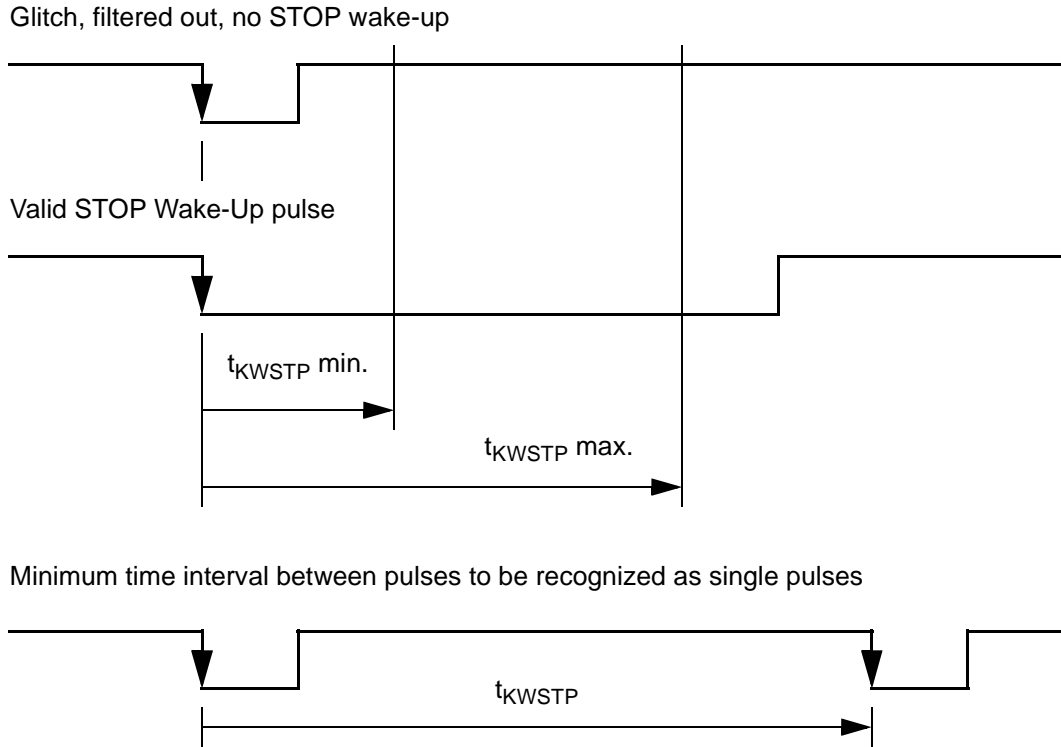 Glitch, filtered out, no STOP wake-up
Valid STOP Wake-Up pulse
tKWSTP min.
tKWSTP max.
Minimum time interval between pulses to be recognized as single pulses
tKWSTP